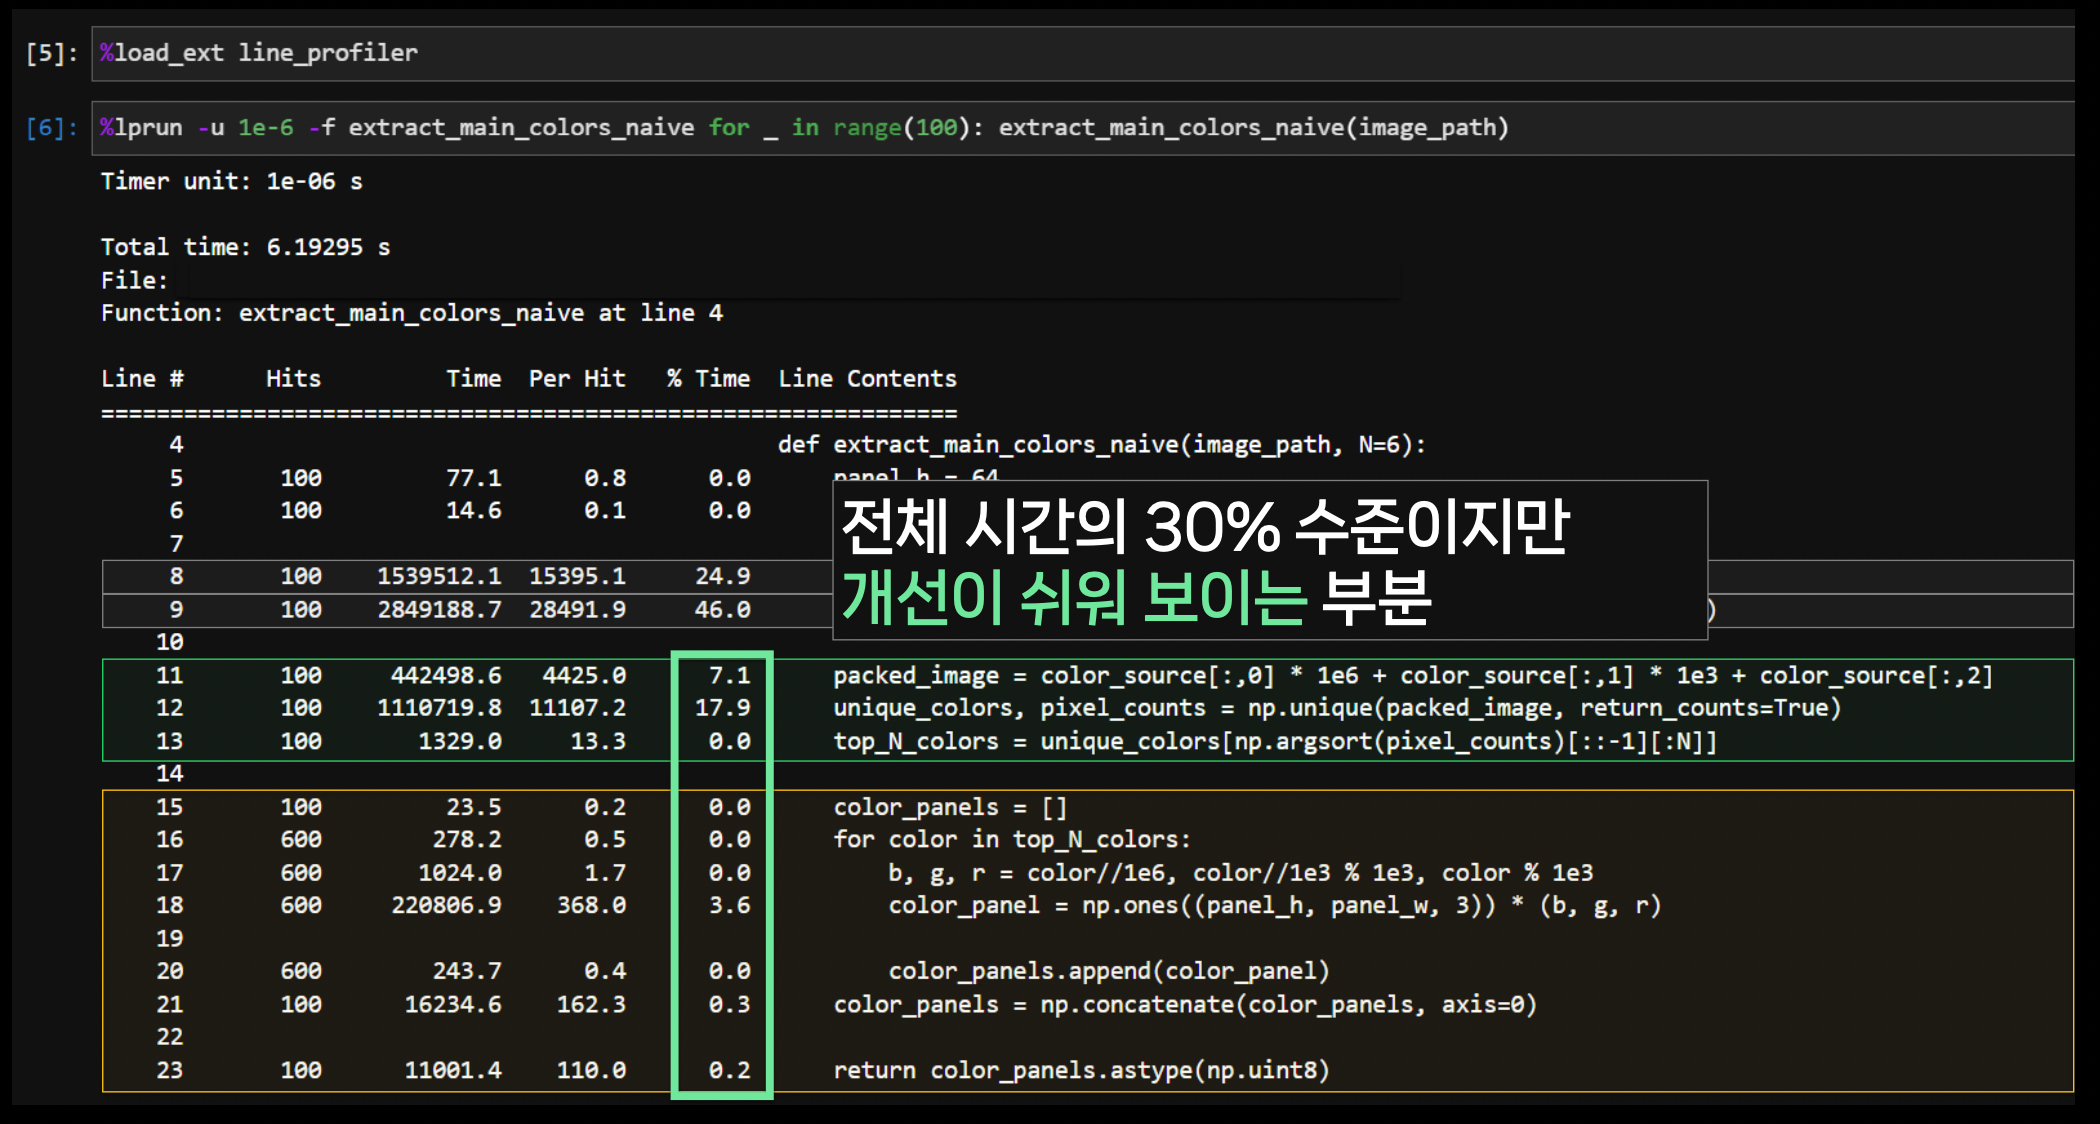 [5]: %load_ext line_profiler
[6]: %lprun -u 1e-6 -f extract_main_colors_naive for _ in range(100): extract_main_colors_naive(image_path)
Timer unit: 1e-06 s
Total time: 6.19295 s
File:
Function: extract_main_colors_naive at line 4
Line # Hits Time Per Hit % Time Line Contents
==============================================================
4 def extract_main_colors_naive(image_path, N=6):
5 100 77.1 0.8 0.0 panel_h = 64
6 100 14.6 0.1 0.0
7
8 100 1539512.1 15395.1 24.9
9 100 2849188.7 28491.9 46.0 )
전체 시간의 30% 수준이지만
개선이 쉬워 보이는 부분
10
11 100 442498.6 4425.0 7.1 packed_image = color_source[:,0] * 1e6 + color_source[:,1] * 1e3 + color_source[:,2]
12 100 1110719.8 11107.2 17.9 unique_colors, pixel_counts = np.unique(packed_image, return_counts=True)
13 100 1329.0 13.3 0.0 top_N_colors = unique_colors[np.argsort(pixel_counts)[::-1][:N]]
14
15 100 23.5 0.2 0.0 color_panels = []
16 600 278.2 0.5 0.0 for color in top_N_colors:
17 600 1024.0 1.7 0.0 b, g, r = color//1e6, color//1e3 % 1e3, color % 1e3
18 600 220806.9 368.0 3.6 color_panel = np.ones((panel_h, panel_w, 3)) * (b, g, r)
19
20 600 243.7 0.4 0.0 color_panels.append(color_panel)
21 100 16234.6 162.3 0.3 color_panels = np.concatenate(color_panels, axis=0)
22
23 100 11001.4 110.0 0.2 return color_panels.astype(np.uint8)